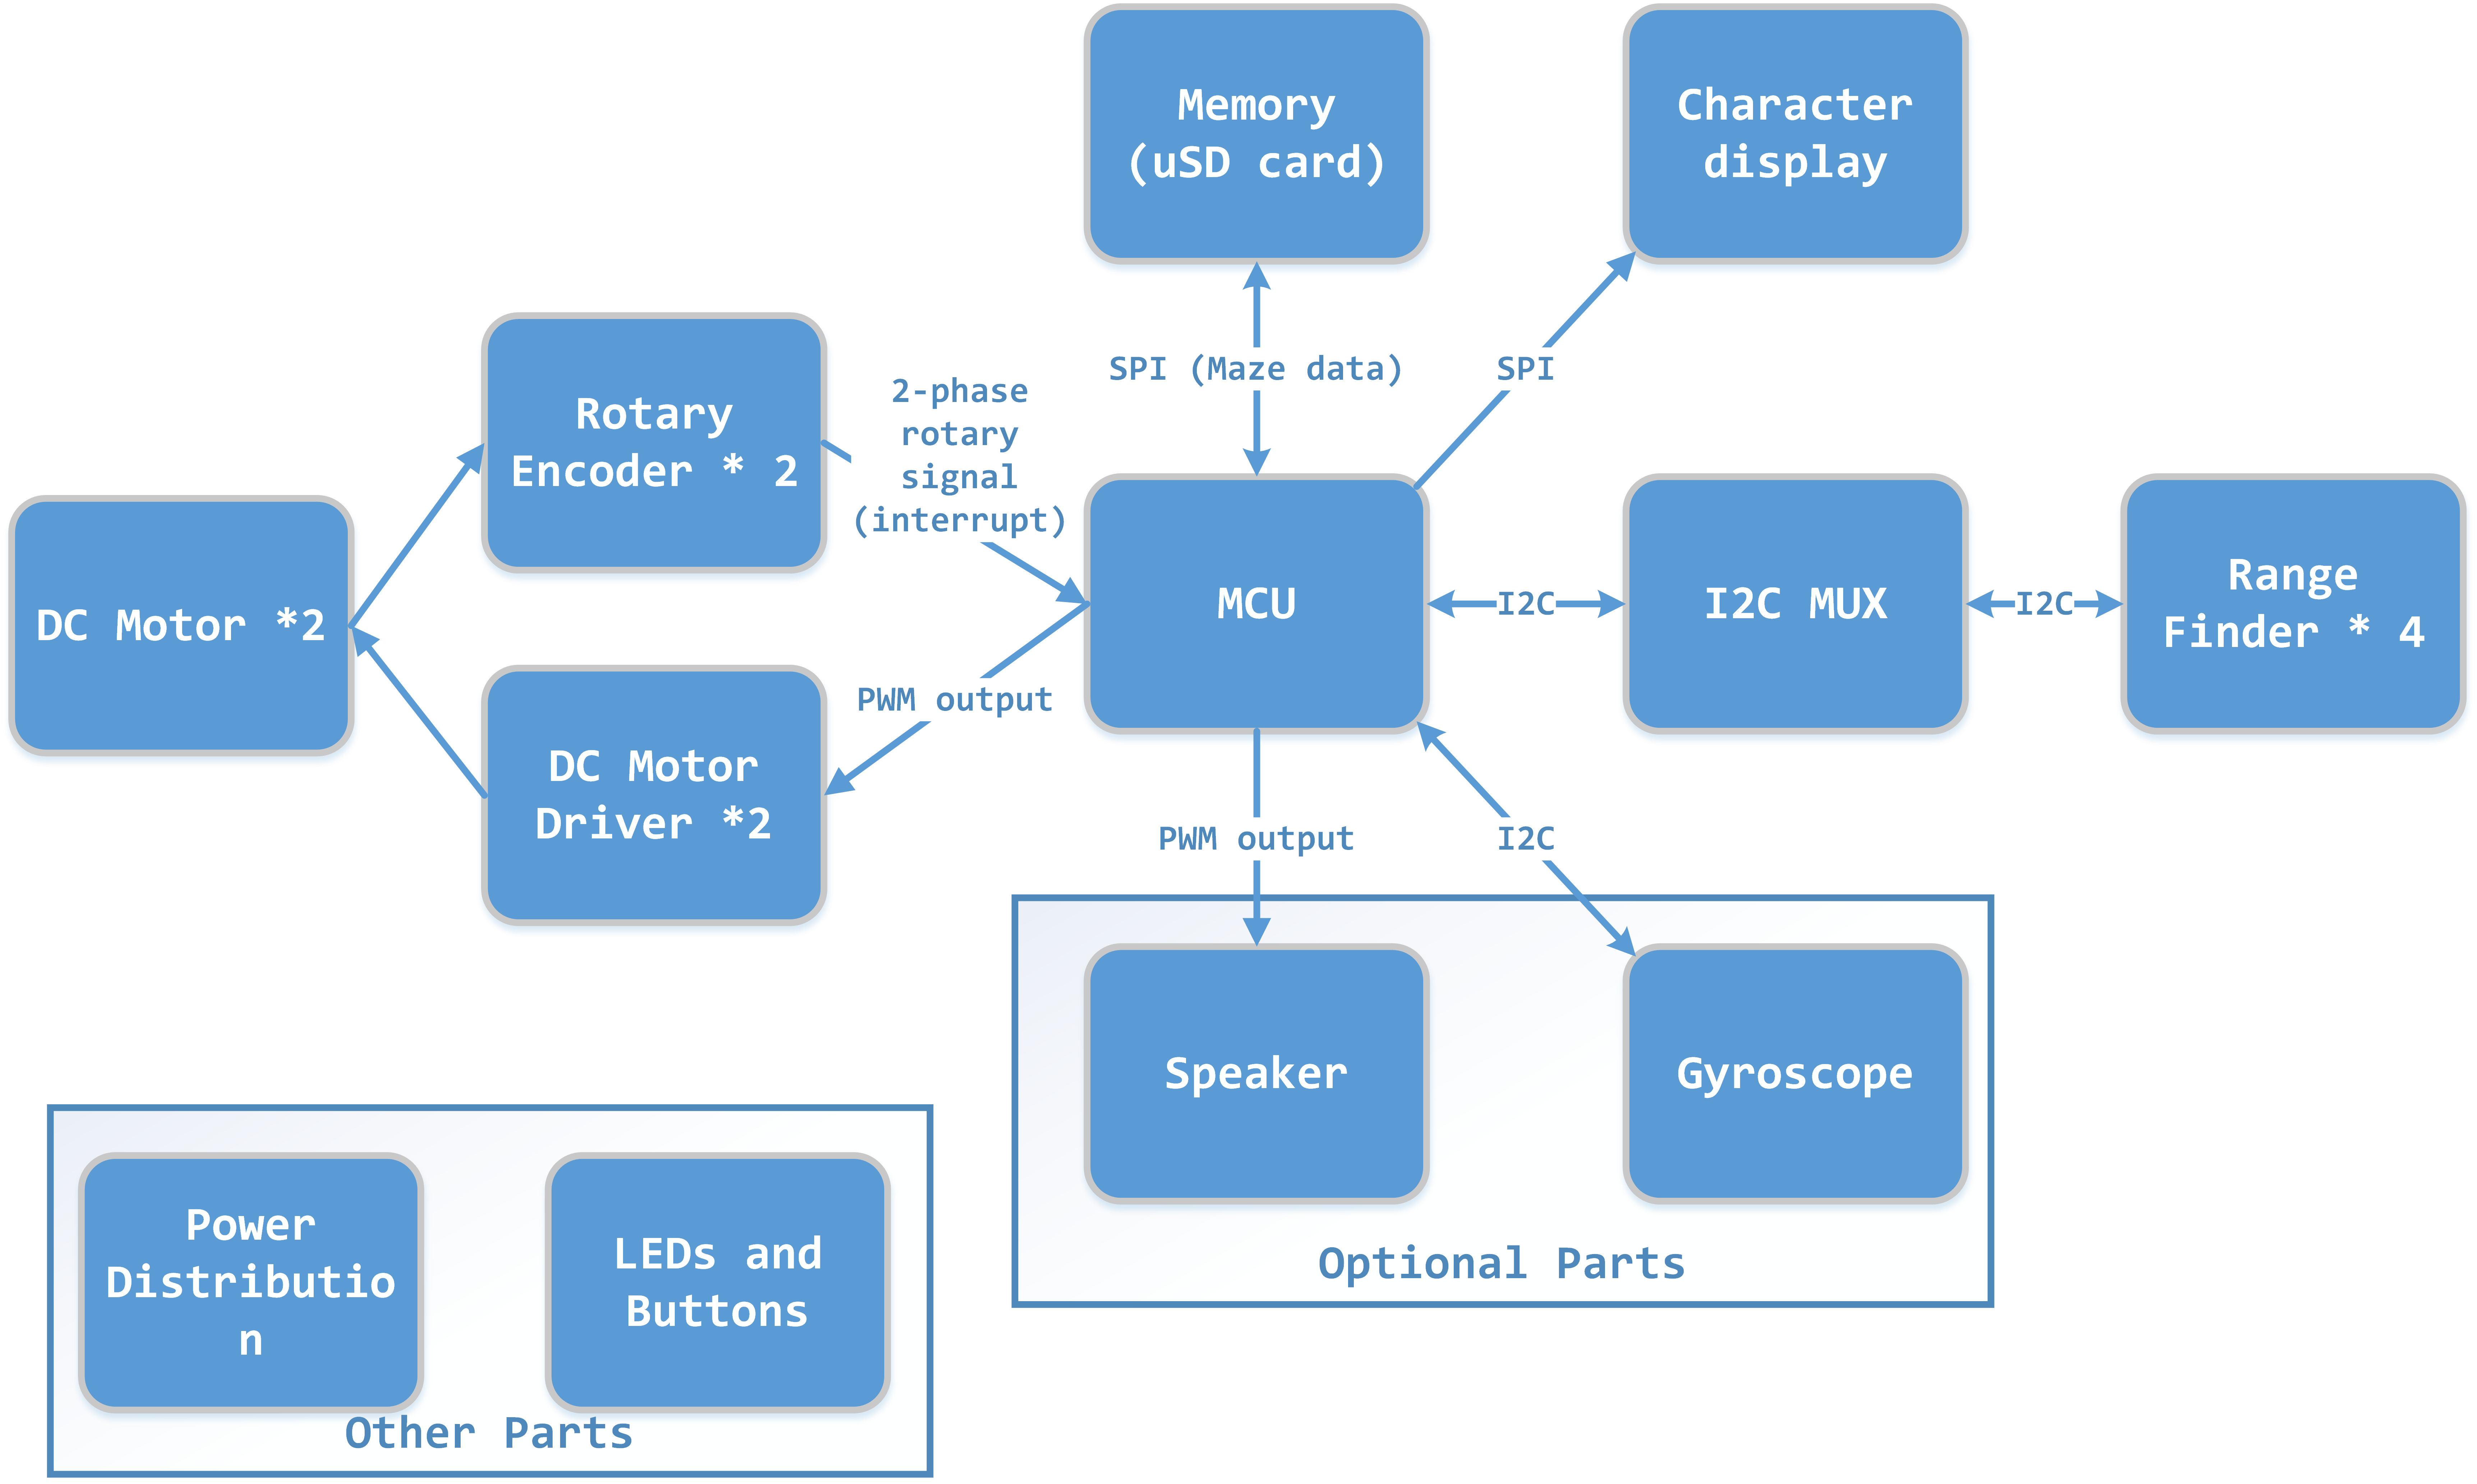 Memory
(uSD card)
Character
display
SPI (Maze data)
SPI
Rotary
Encoder * 2
2-phase
rotary
signal
(interrupt)
DC Motor *2
MCU
I2C
I2C MUX
I2C
Range
Finder * 4
PWM output
DC Motor
Driver *2
PWM output
I2C
Speaker
Gyroscope
Optional Parts
Power
Distributio
n
LEDs and
Buttons
Other Parts